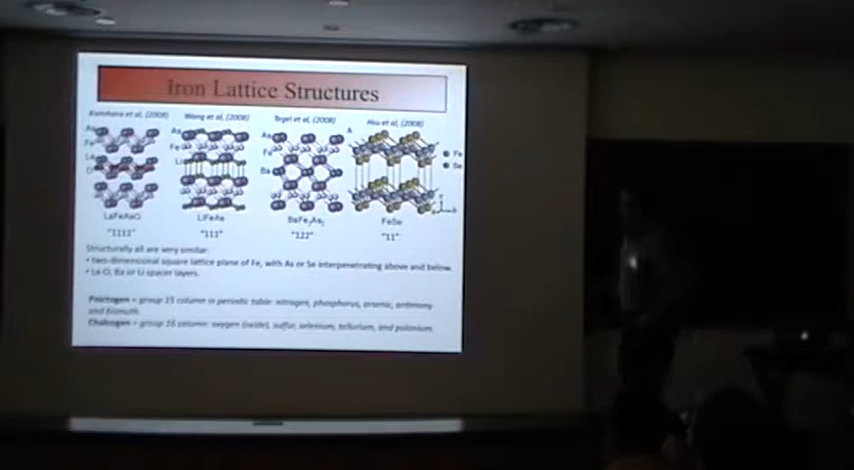 Iron Lattice Structures
Kamihara et al, (2008) Wang et al, (2008) Tegel et al, (2008) Hsu et al, (2008)
As As As A
Fe Fe Fe Fe
La Li Ba Se
O
LaFeAsO LiFeAs BaFe2As2 FeSe
"1111" "111" "122" "11"
Structurally all are very similar:
• two-dimensional square lattice plane of Fe, with As or Se interpenetrating above and below.
• La-O, Ba or Li spacer layers.
Pnictogen = group 15 column in periodic table: nitrogen, phosphorus, arsenic, antimony
and bismuth.
Chalcogen = group 16 column: oxygen (oxide), sulfur, selenium, tellurium, and polonium.